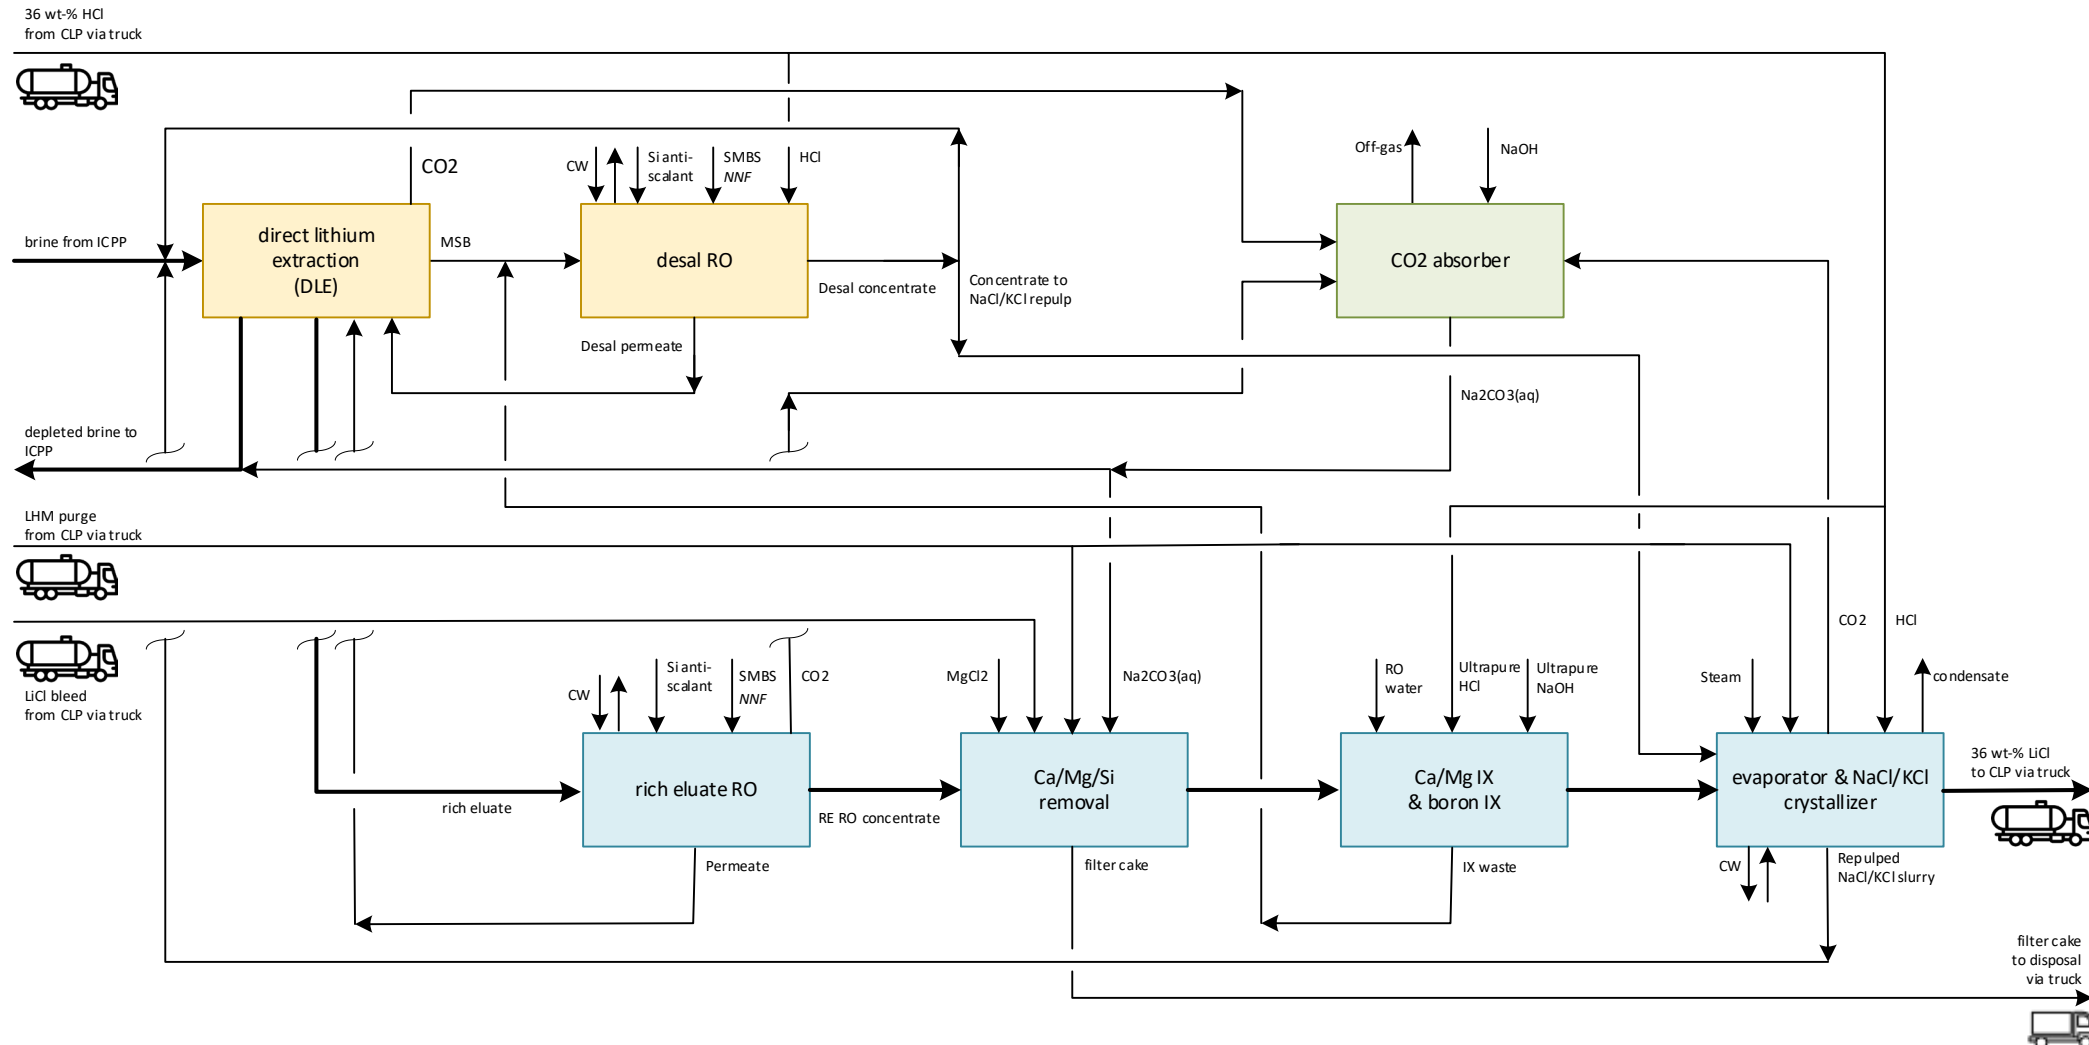 36 wt-% HCl
from CLP via truck
CO2
CW
Si anti-
scalant
SMBS
NNF
HCl
Off-gas
NaOH
brine from ICPP
direct lithium
extraction
(DLE)
MSB
desal RO
Desal concentrate
Concentrate to
NaCl/KCl repulp
CO2 absorber
Desal permeate
Na2CO3(aq)
depleted brine to
ICPP
LHM purge
from CLP via truck
LiCl bleed
from CLP via truck
CW
Si anti-
scalant
SMBS
NNF
CO2
MgCl2
Na2CO3(aq)
RO
water
Ultrapure
HCl
Ultrapure
NaOH
Steam
CO2
HCl
condensate
rich eluate
rich eluate RO
RE RO concentrate
Ca/Mg/Si
removal
Ca/Mg IX
& boron IX
evaporator & NaCl/KCl
crystallizer
36 wt-% LiCl
to CLP via truck
Permeate
filter cake
IX waste
CW
Repulped
NaCl/KCl slurry
filter cake
to disposal
via truck